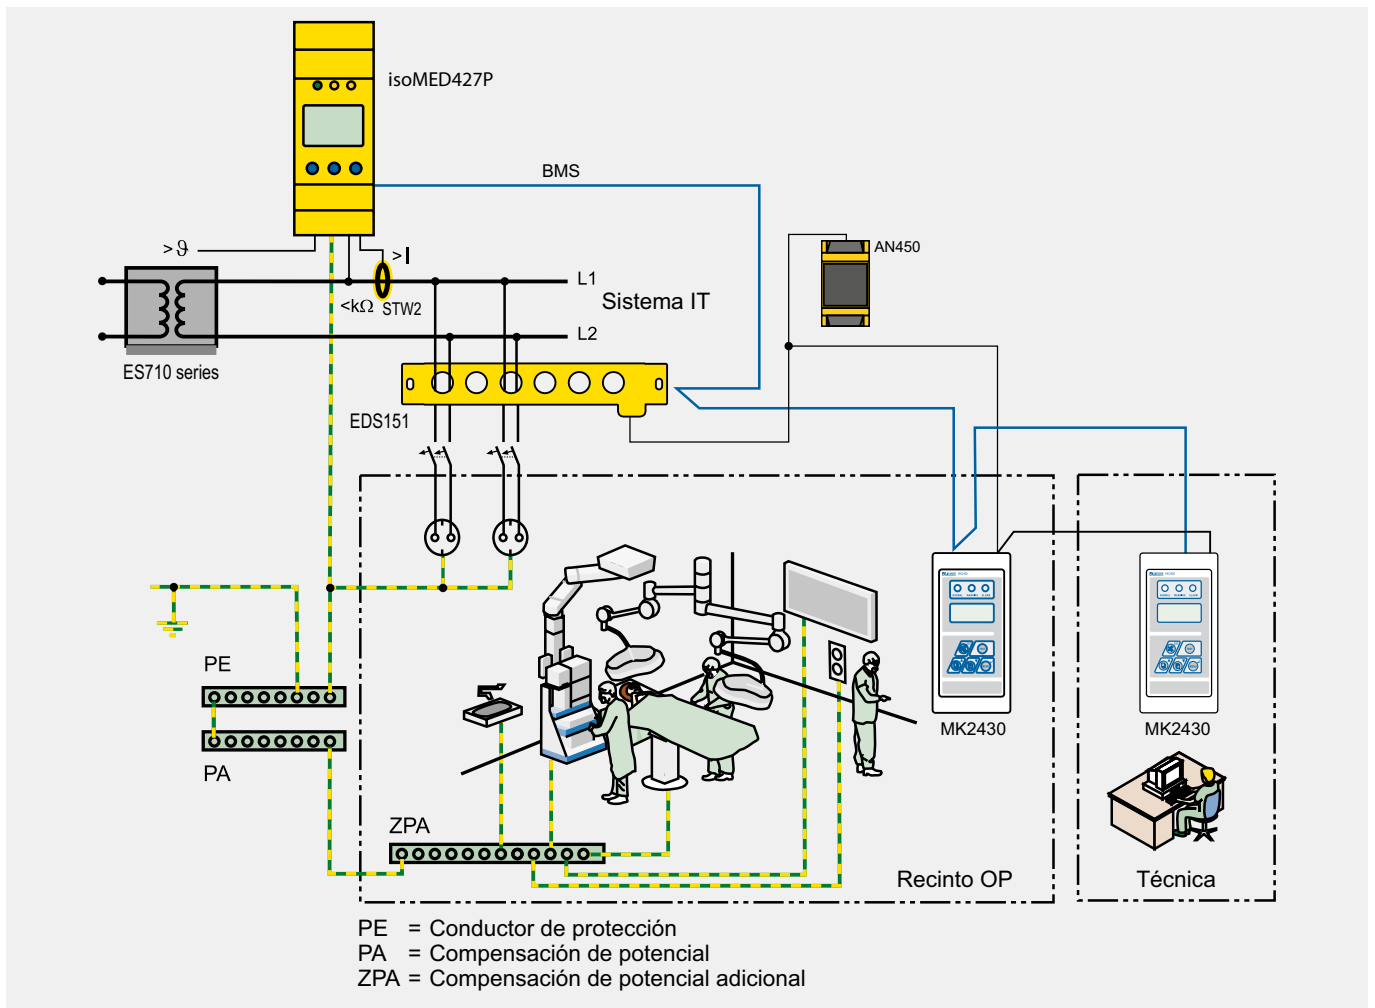 isoMED427P
BMS
AN450
>ϑ
>I
L1
<kΩ
STW2
Sistema IT
L2
ES710 series
EDS151
PE
PA
ZPA
MK2430
MK2430
Recinto OP
Técnica
PE = Conductor de protección
PA = Compensación de potencial
ZPA = Compensación de potencial adicional